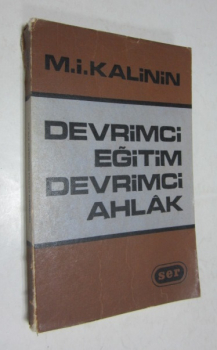 M.i.KALiNiN
DEVRiMCi
EĞiTiM
DEVRiMCi
AHLÂK
ser